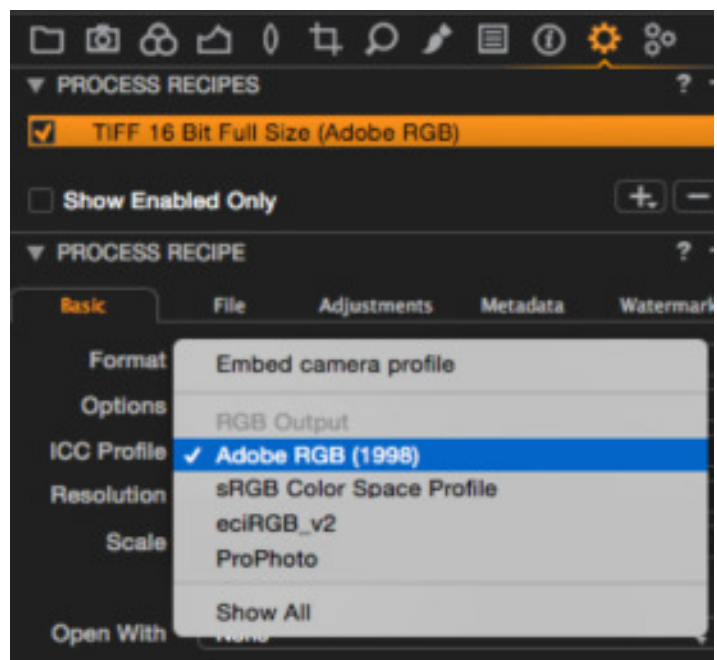 PROCESS RECIPES ?
TIFF 16 Bit Full Size (Adobe RGB)
Show Enabled Only
PROCESS RECIPE ?
Basic File Adjustments Metadata Watermark
Format
Embed camera profile
Options
RGB Output
ICC Profile ✓ Adobe RGB (1998)
Resolution sRGB Color Space Profile
eciRGB_v2
Scale
ProPhoto
Show All
Open With None